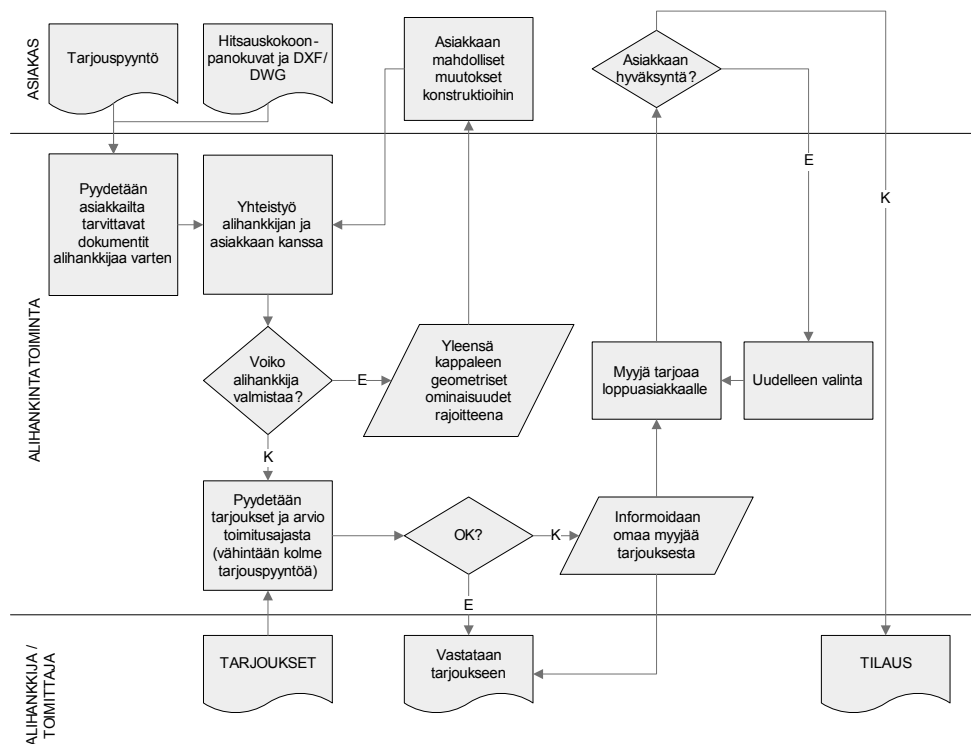 ASIAKAS
Tarjouspyyntö
Hitsauskokoon-
panokuvat ja DXF/
DWG
Asiakkaan
mahdolliset
muutokset
konstruktioihin
Asiakkaan
hyväksyntä?
E
K
ALIHANKINTATOIMINTA
Pyydetään
asiakkailta
tarvittavat
dokumentit
alihankkijaa varten
Yhteistyö
alihankkijan ja
asiakkaan kanssa
Voiko
alihankkija
valmistaa?
E
Yleensä
kappaleen
geometriset
ominaisuudet
rajoitteena
Myyjä tarjoaa
loppuasiakkaalle
Uudelleen valinta
K
Pyydetään
tarjoukset ja arvio
toimitusajasta
(vähintään kolme
tarjouspyyntöä)
OK?
K
Informoidaan
omaa myyjää
tarjouksesta
E
ALIHANKKIJA /
TOIMITTAJA
TARJOUKSET
Vastataan
tarjoukseen
TILAUS